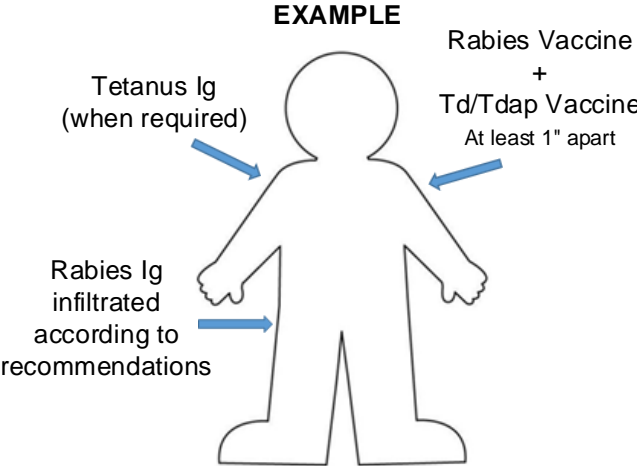 EXAMPLE
Rabies Vaccine
+
Td/Tdap Vaccine
At least 1" apart
Tetanus Ig
(when required)
Rabies Ig
infiltrated
according to
recommendations